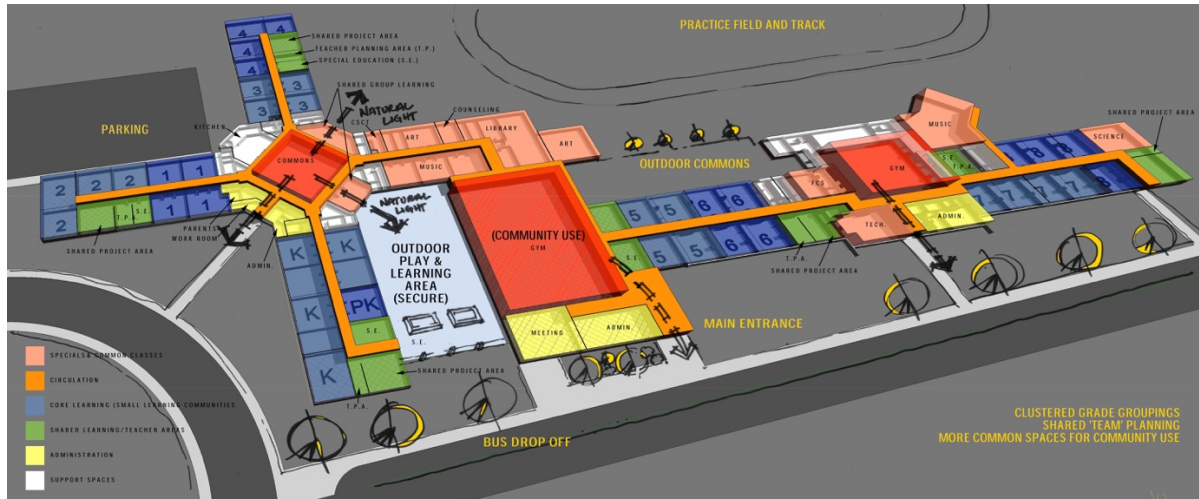 PRACTICE FIELD AND TRACK
4
4
4
3
3
3
3
SHARED PROJECT AREA
TEACHER PLANNING AREA (T.P.)
SPECIAL EDUCATION (S.E.)
SHARED GROUP LEARNING
NATURAL
LIGHT
CSCT
COUNSELING
PARKING
KITCHEN
COMMONS
ART
LIBRARY
ART
MUSIC
OUTDOOR COMMONS
MUSIC
GYM
S.E.
T.P.A.
SCIENCE
SHARED PROJECT AREA
8
8
7
7
7
8
FCS
TECH.
ADMIN.
2
2
2
1
1
2
T.P.A.
S.E.
1
1
SHARED PROJECT AREA
PARENTS
WORK ROOM
ADMIN.
NATURAL
LIGHT
OUTDOOR
PLAY &
LEARNING
AREA
(SECURE)
K
K
K
K
K
K
PK
S.E.
S.E.
SHARED PROJECT AREA
T.P.A.
(COMMUNITY USE)
GYM
5
5
6
6
S.E.
5
5
6
6
T.P.A.
SHARED PROJECT AREA
MEETING
ADMIN.
MAIN ENTRANCE
BUS DROP OFF
SPECIALS & COMMON CLASSES
CIRCULATION
CORE LEARNING (SMALL LEARNING COMMUNITIES
SHARED LEARNING/TEACHER AREAS
ADMINISTRATION
SUPPORT SPACES
CLUSTERED GRADE GROUPINGS
SHARED 'TEAM' PLANNING
MORE COMMON SPACES FOR COMMUNITY USE